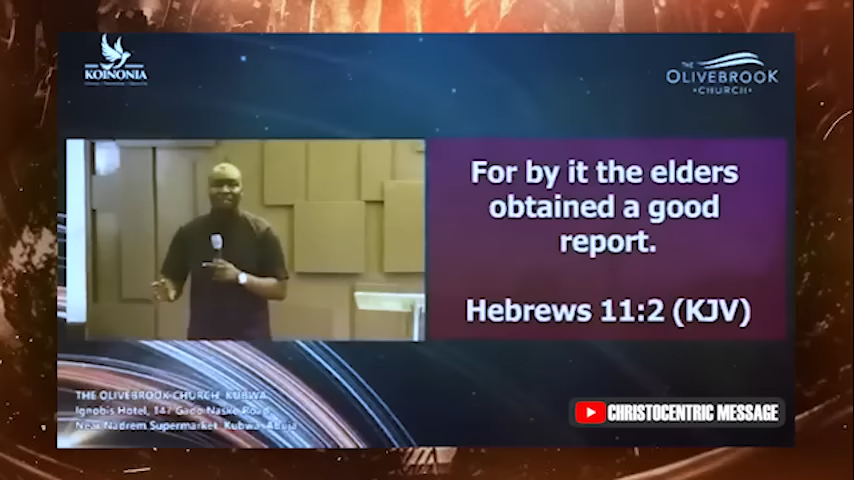 KOINONIA
THE
OLIVEBROOK
•CHURCH•
For by it the elders
obtained a good
report.
Hebrews 11:2 (KJV)
THE OLIVEBROOK CHURCH, KUBWA
Ignobis Hotel, 147 Gado Nasko Road,
Near Nadrem Supermarket, Kubwa-Abuja
CHRISTOCENTRIC MESSAGE